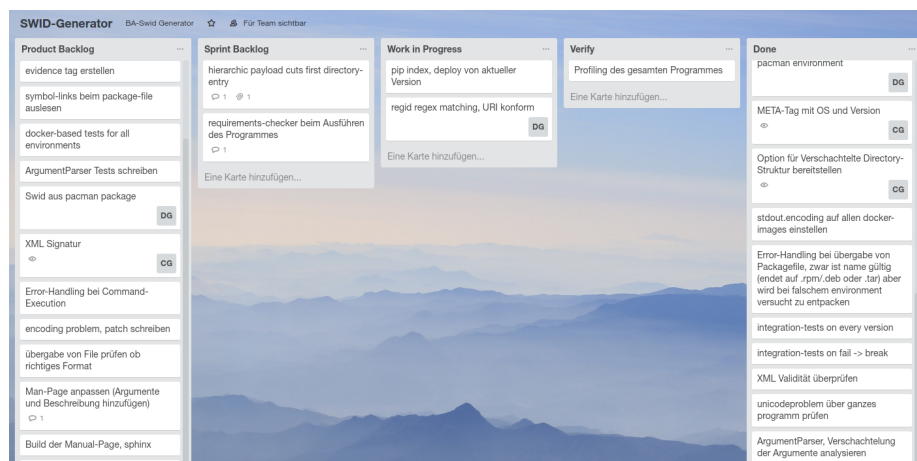 SWID-Generator BA-Swid Generator Für Team sichtbar
Product Backlog
evidence tag erstellen
symbol-links beim package-file
auslesen
docker-based tests for all
environments
ArgumentParser Tests schreiben
Swid aus pacman package
DG
XML Signatur
CG
Error-Handling bei Command-
Execution
encoding problem, patch schreiben
übergabe von File prüfen ob
richtiges Format
Man-Page anpassen (Argumente
und Beschreibung hinzufügen)
1
Build der Manual-Page, sphinx
Sprint Backlog
hierarchic payload cuts first directory-
entry
1 1
requirements-checker beim Ausführen
des Programmes
1
Eine Karte hinzufügen...
Work in Progress
pip index, deploy von aktueller
Version
regid regex matching, URI konform
DG
Eine Karte hinzufügen...
Verify
Profiling des gesamten Programmes
Eine Karte hinzufügen...
Done
pacman environment
DG
META-Tag mit OS und Version
CG
Option für Verschachtelte Directory-
Struktur bereitstellen
CG
stdout.encoding auf allen docker-
images einstellen
Error-Handling bei übergabe von
Packagefile, zwar ist name gültig
(endet auf .rpm/.deb oder .tar) aber
wird bei falschem environment
versucht zu entpacken
integration-tests on every version
integration-tests on fail -> break
XML Validität überprüfen
unicodeproblem über ganzes
programm prüfen
ArgumentParser, Verschachtelung
der Argumente analysieren